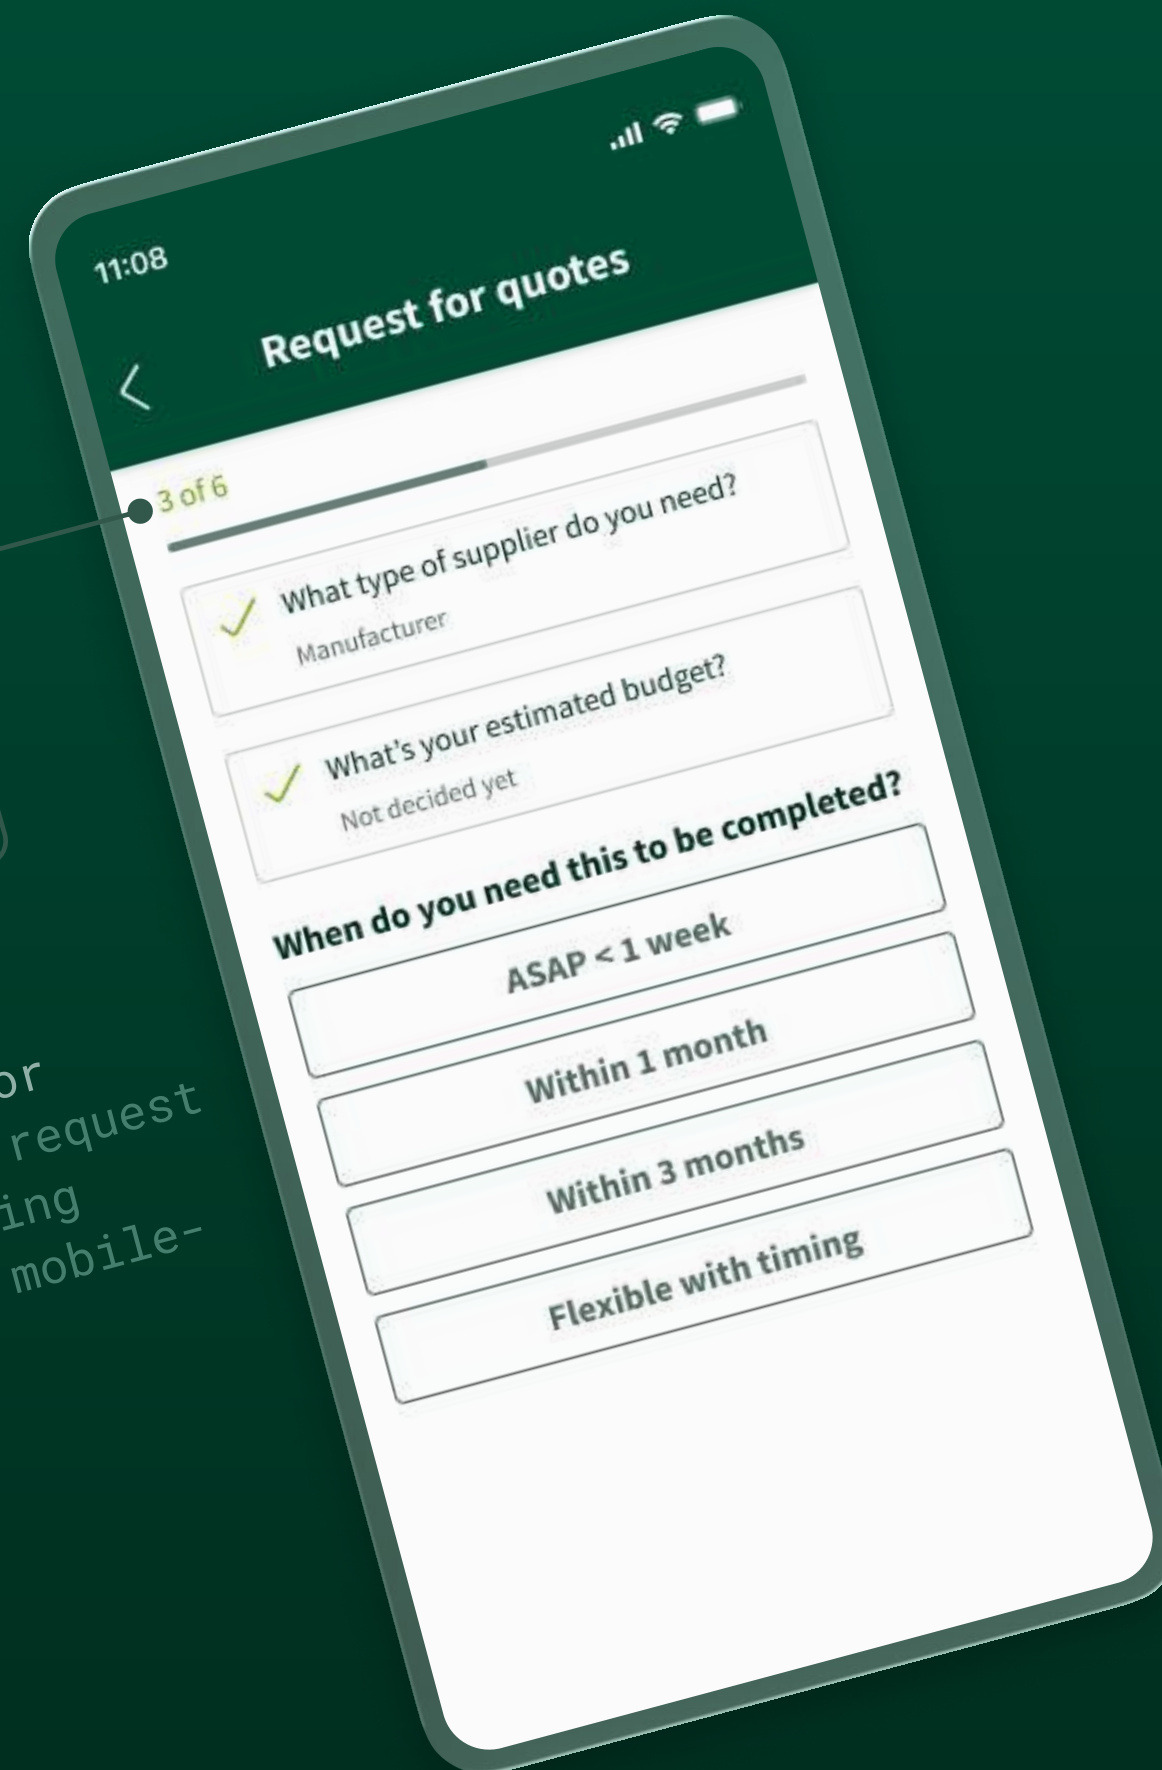 11:08
Request for quotes
3 of 6
What type of supplier do you need?
Manufacturer
What's your estimated budget?
Not decided yet
When do you need this to be completed?
ASAP < 1 week
Within 1 month
Within 3 months
Flexible with timing
or
request
ing
mobile-